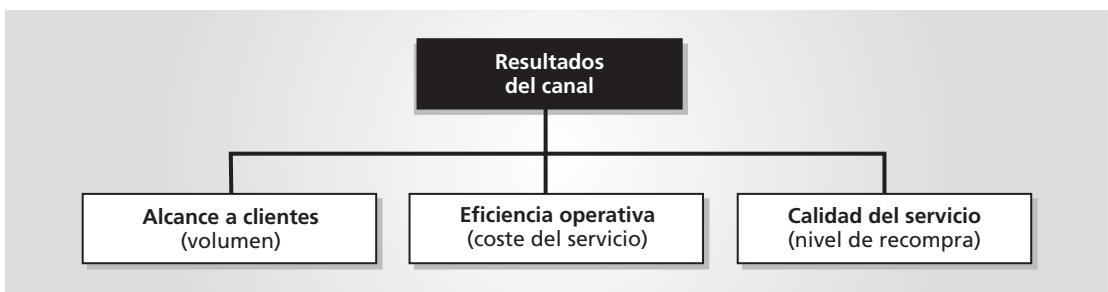 Resultados
del canal
Alcance a clientes
(volumen)
Eficiencia operativa
(coste del servicio)
Calidad del servicio
(nivel de recompra)